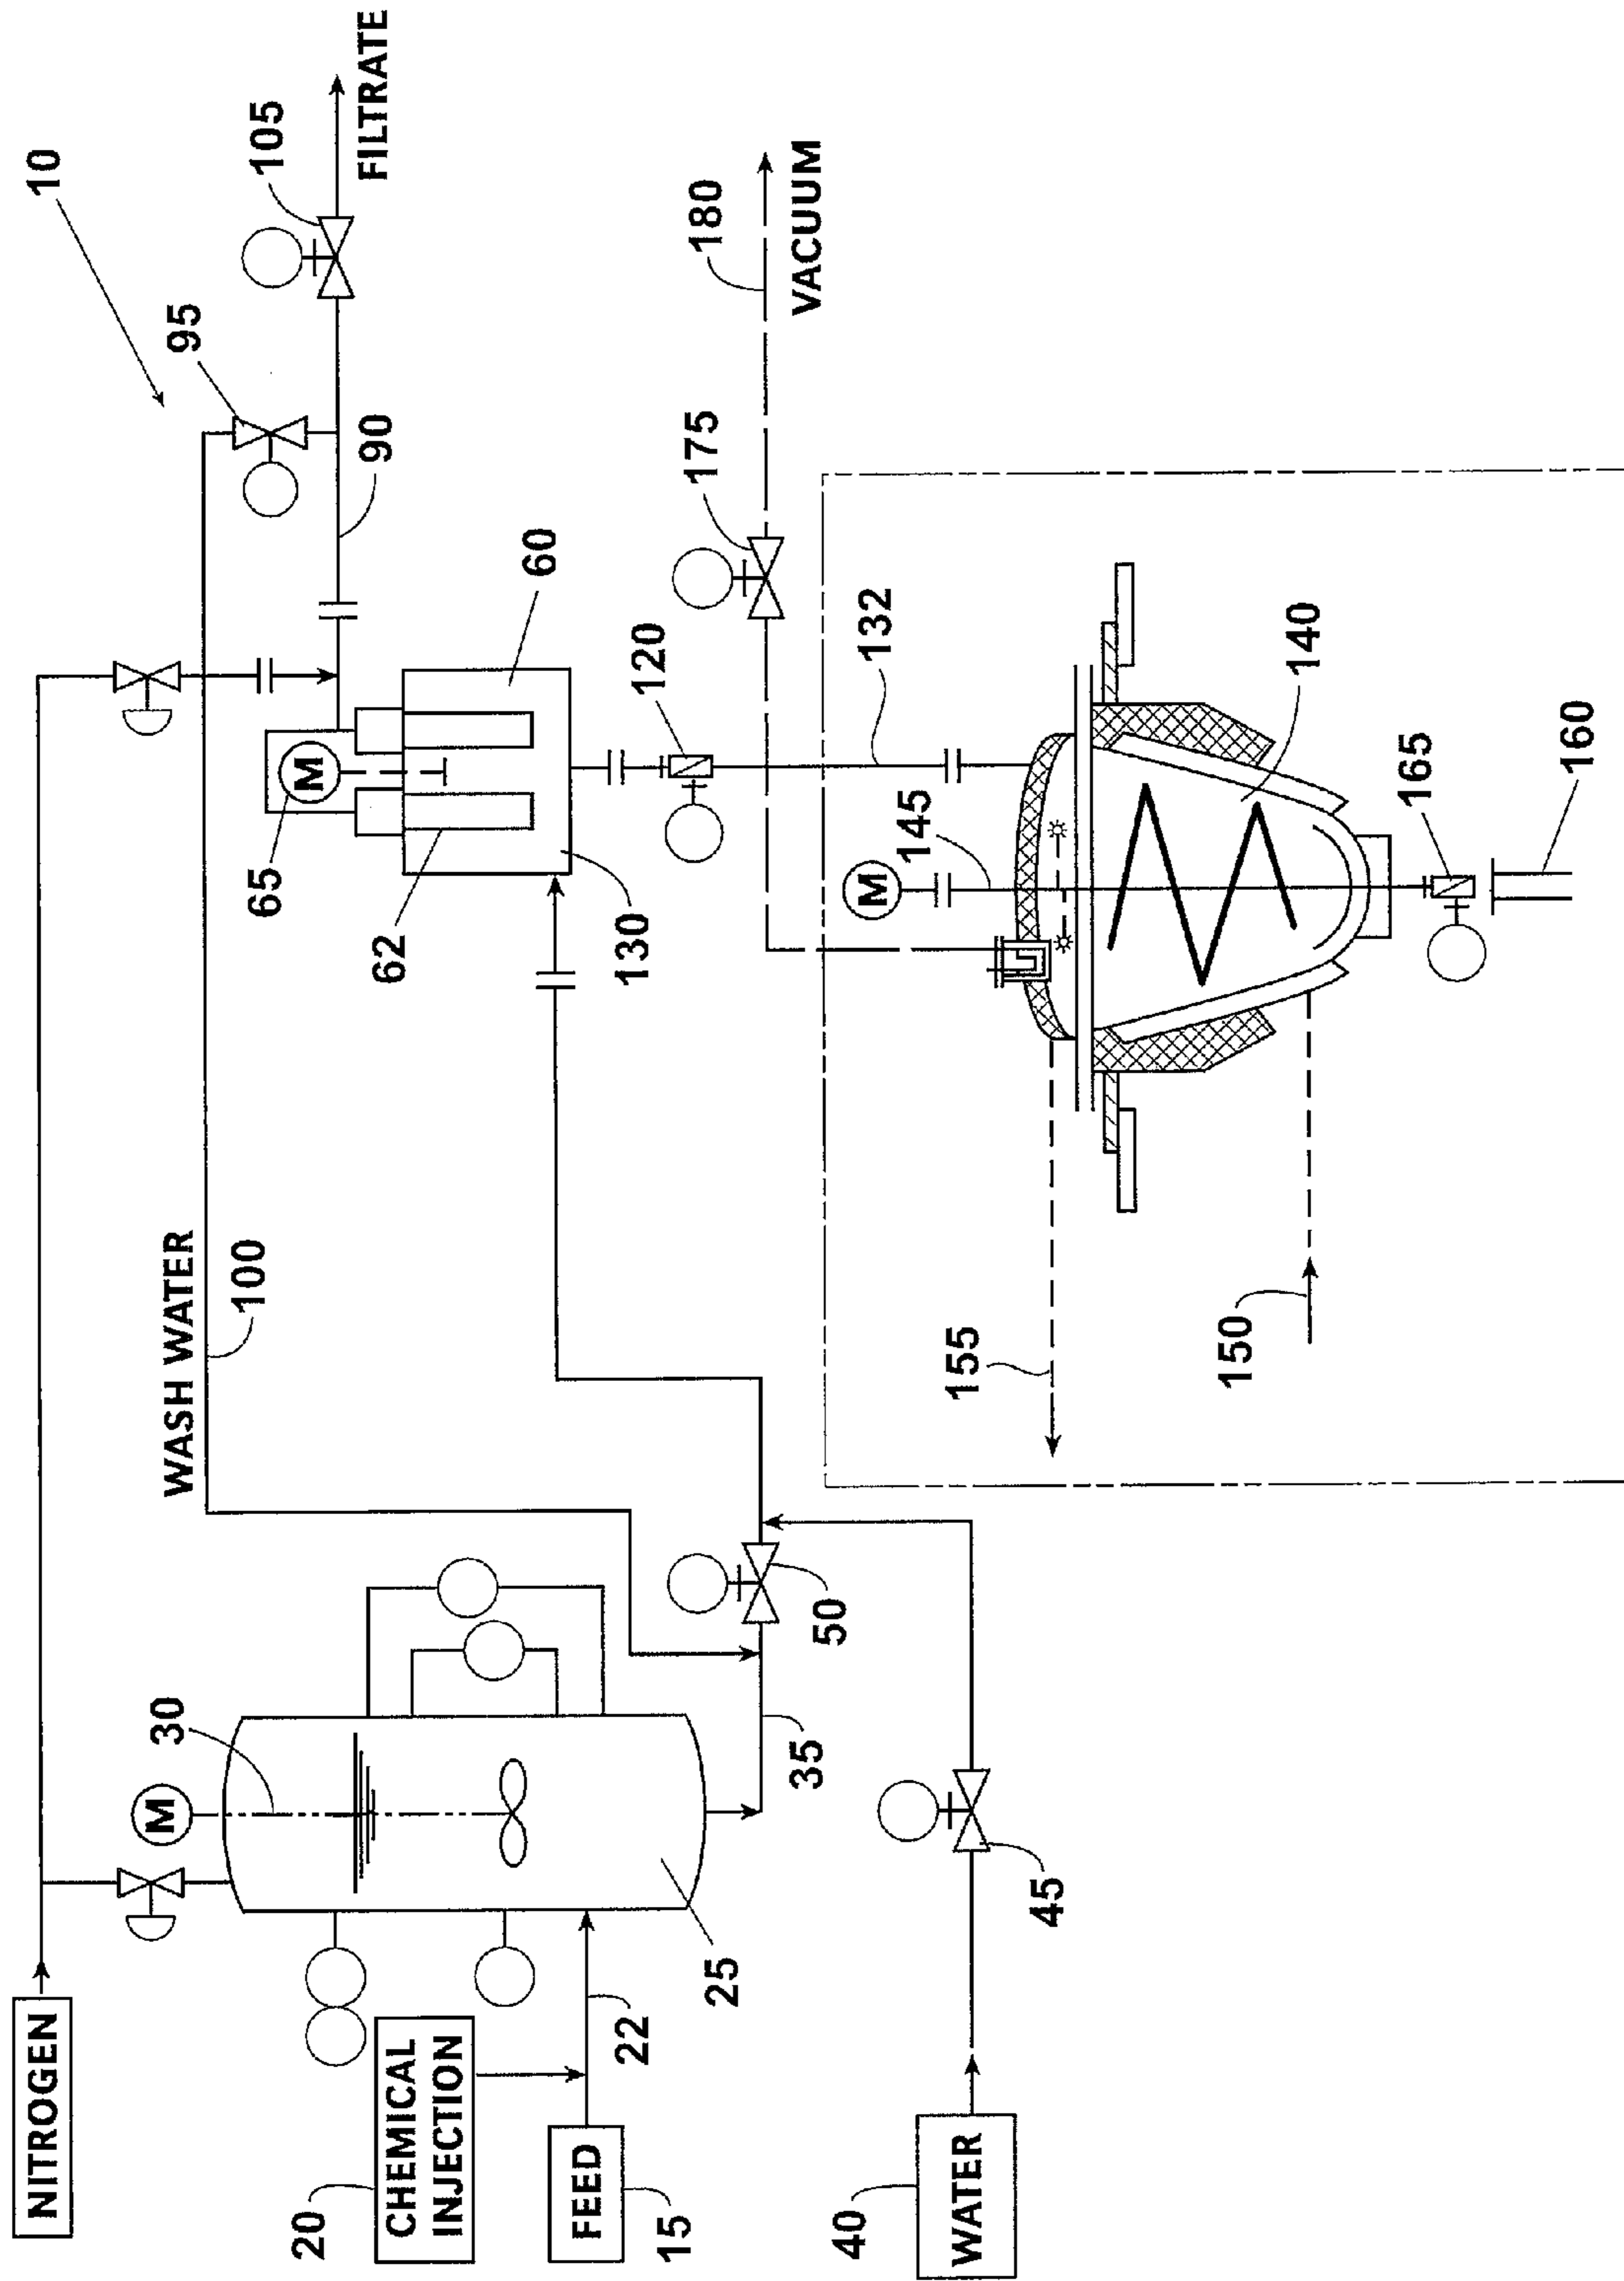 NITROGEN
10
M
30
WASH WATER
95
100
105
65
M
20
FILTRATE
90
62
CHEMICAL
INJECTION
60
FEED
22
130
120
15
175
180
25
35
VACUUM
50
40
M
132
145
WATER
155
45
150
140
165
160